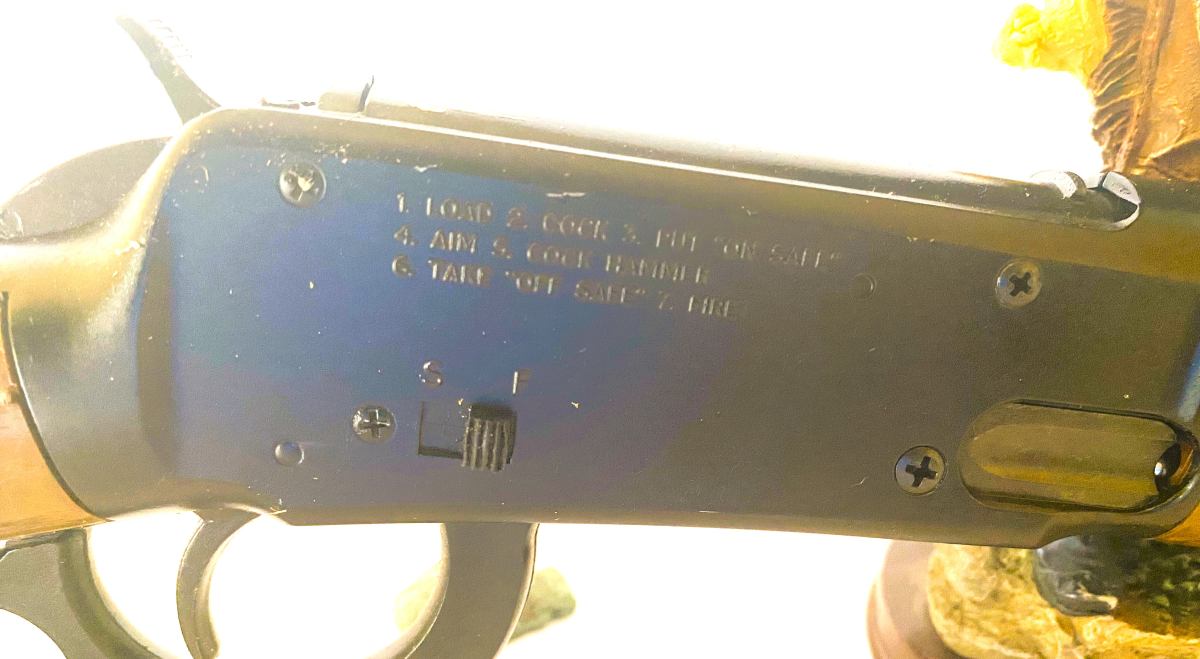 1. LOAD 2. COCK 3. PUT "ON SAFE"
4. AIM 5. COCK HAMMER
6. TAKE "OFF SAFE" 7. FIRE
S F